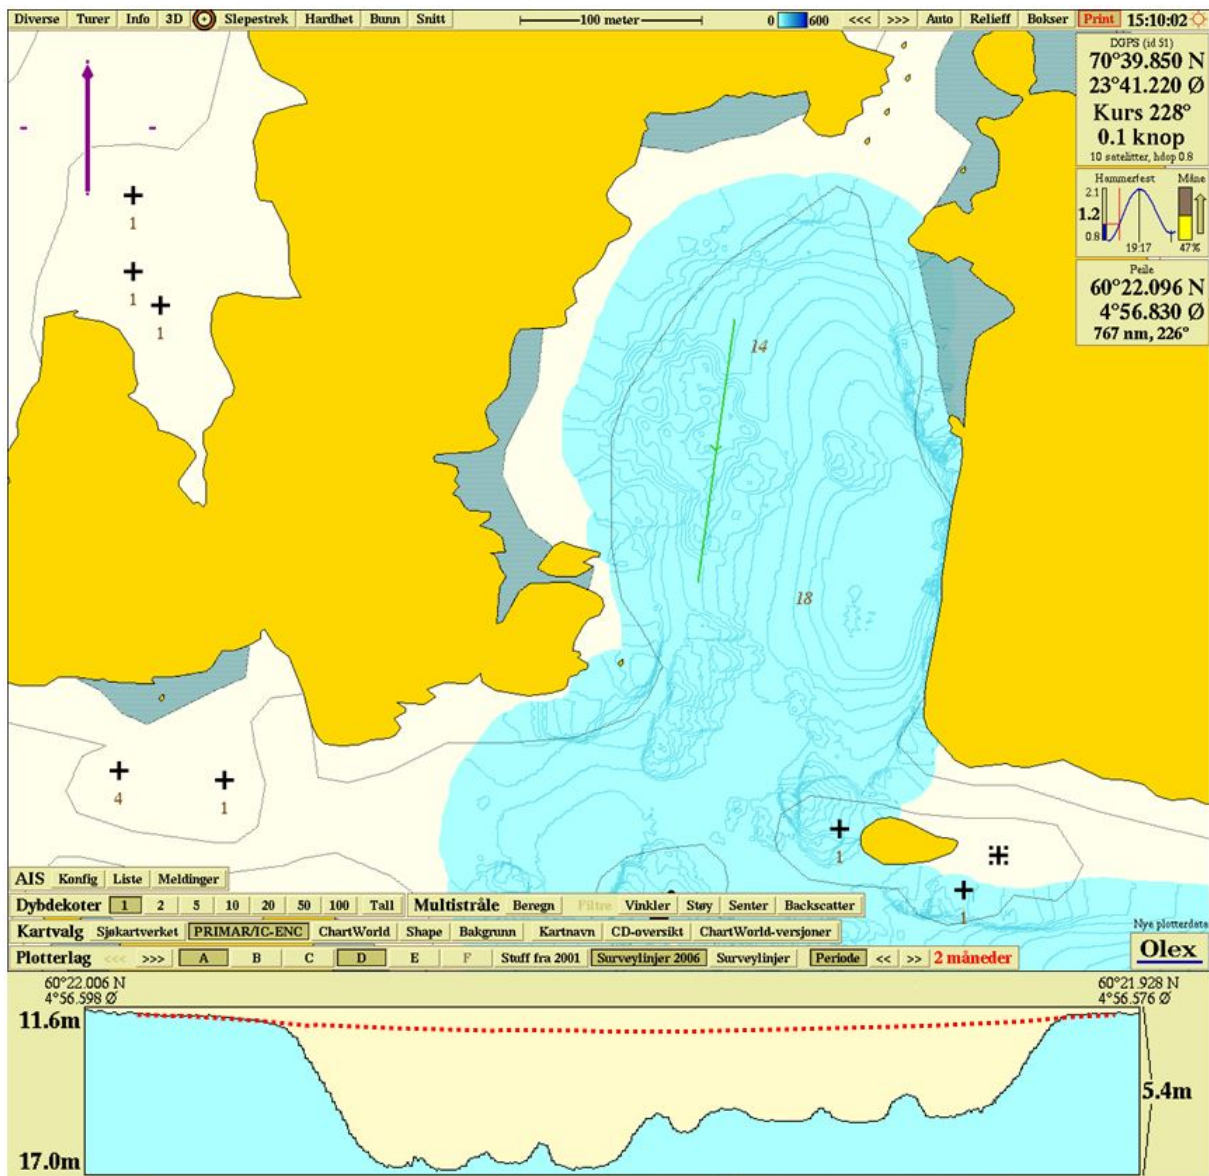 Diverse Turer Info 3D Slepestrek Hardhet Bunn Snitt 100 meter 0 600 <<< >>> Auto Relieff Bokser Print 15:10:02
DGPS (id 51)
70°39.850 N
23°41.220 Ø
Kurs 228°
0.1 knop
10 satelitter, hdop 0.8
Hammerfest Måne
2.1
1.2
0.8
19:17 47%
Peile
60°22.096 N
4°56.830 Ø
767 nm, 226°
1
1
1
14
18
4
1
1
1
AIS Konfig Liste Meldinger
Dybdekoter 1 2 5 10 20 50 100 Tall Multistråle Beregn Filtre Vinkler Støy Senter Backscatter
Nye plotterdata
Kartvalg Sjøkartverket PRIMAR/IC-ENC ChartWorld Shape Bakgrunn Kartnavn CD-oversikt ChartWorld-versjoner
Plotterlag <<< >>> A B C D E F Stuff fra 2001 Surveylinjer 2006 Surveylinjer Periode << >> 2 måneder
Olex
60°22.006 N 60°21.928 N
4°56.598 Ø 4°56.576 Ø
11.6m
5.4m
17.0m